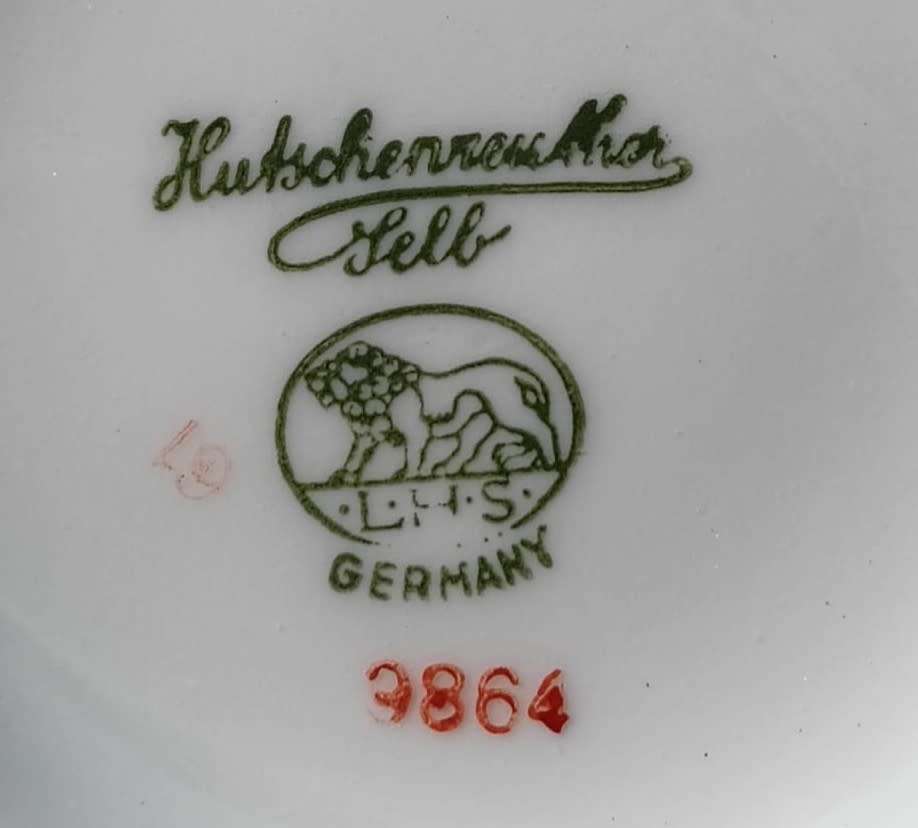 Hutschenreuther
Selb
·L·H·S·
GERMANY
3864